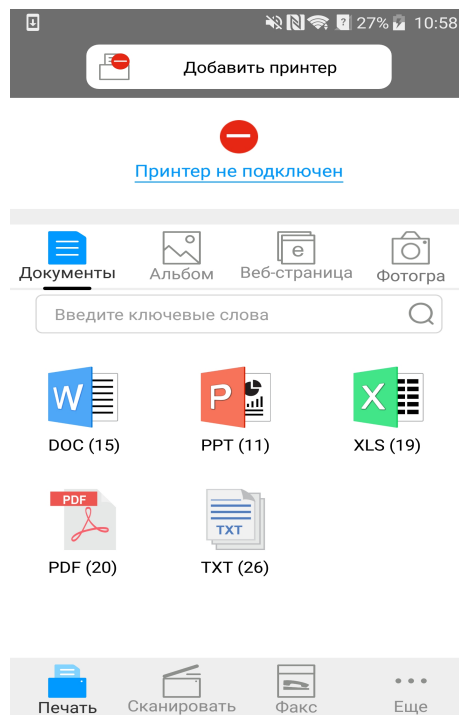 27% 10:58
Добавить принтер
Принтер не подключен
Документы Альбом Веб-страница Фотогра
Введите ключевые слова
W P X
DOC (15) PPT (11) XLS (19)
PDF TXT
PDF (20) TXT (26)
Печать Сканировать Факс Еще